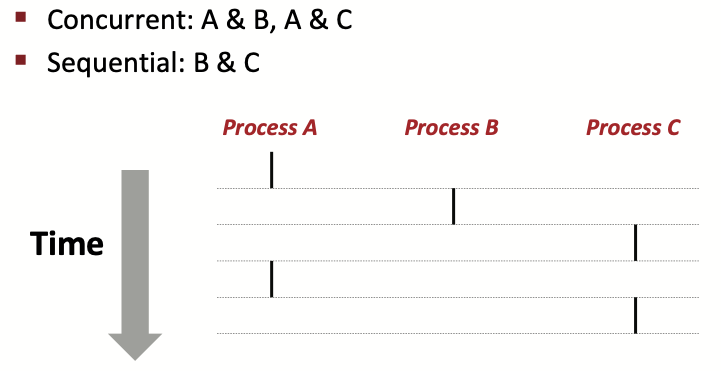 Concurrent: A & B, A & C
Sequential: B & C
Process A Process B Process C
Time